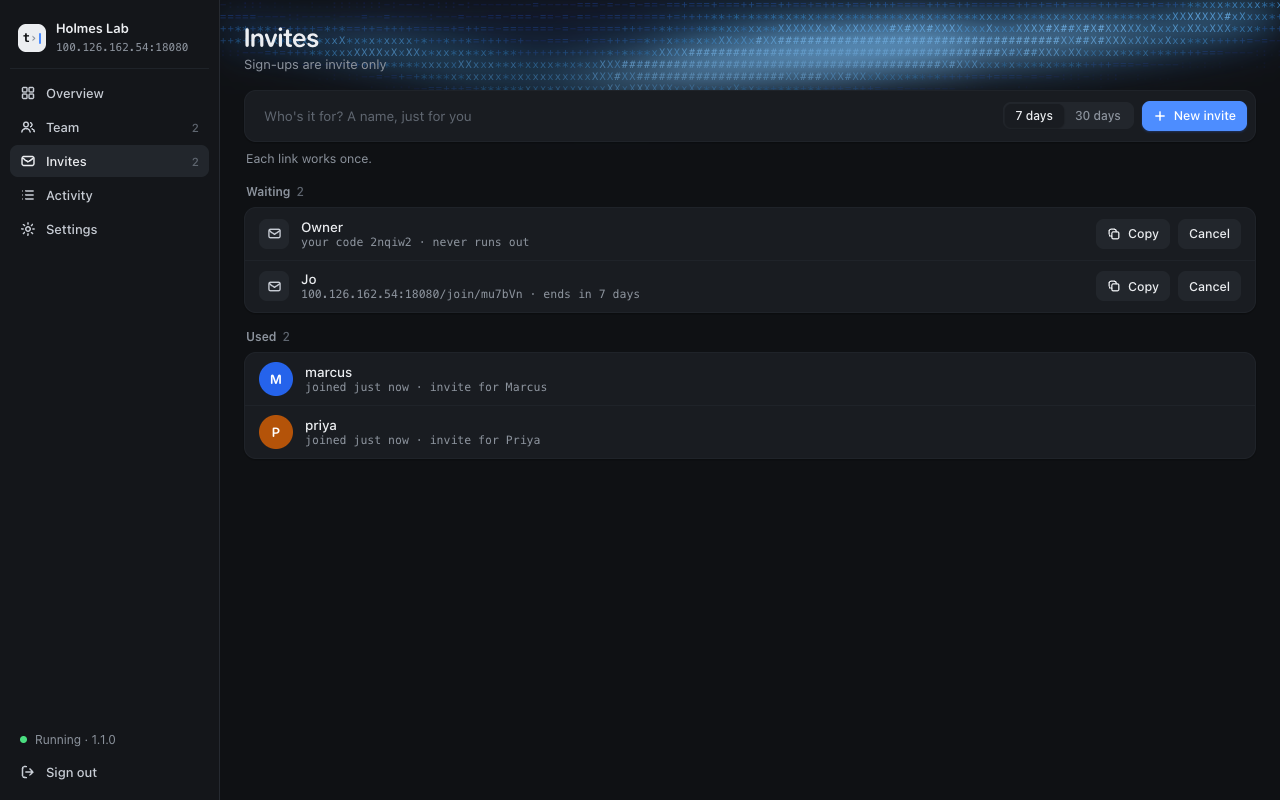 t›|
Holmes Lab
100.126.162.54:18080
Overview
Team 2
Invites 2
Activity
Settings
Running · 1.1.0
Sign out
Invites
Sign-ups are invite only
Who's it for? A name, just for you
7 days
30 days
+ New invite
Each link works once.
Waiting 2
Owner
your code 2nqiw2 · never runs out
Copy
Cancel
Jo
100.126.162.54:18080/join/mu7bVn · ends in 7 days
Copy
Cancel
Used 2
M
marcus
joined just now · invite for Marcus
P
priya
joined just now · invite for Priya